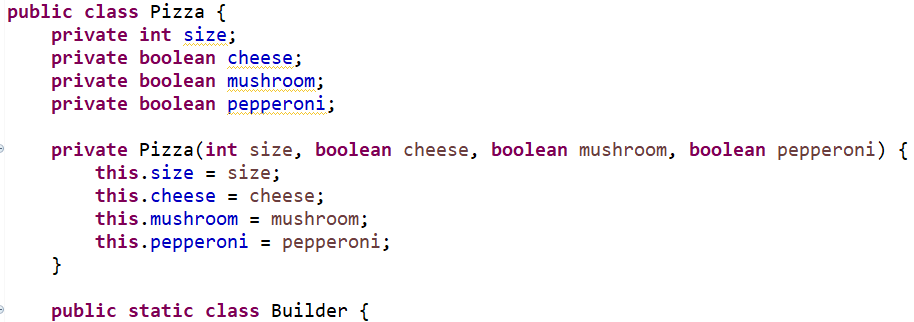 public class Pizza {
    private int size;
    private boolean cheese;
    private boolean mushroom;
    private boolean pepperoni;

    private Pizza(int size, boolean cheese, boolean mushroom, boolean pepperoni) {
        this.size = size;
        this.cheese = cheese;
        this.mushroom = mushroom;
        this.pepperoni = pepperoni;
    }

    public static class Builder {